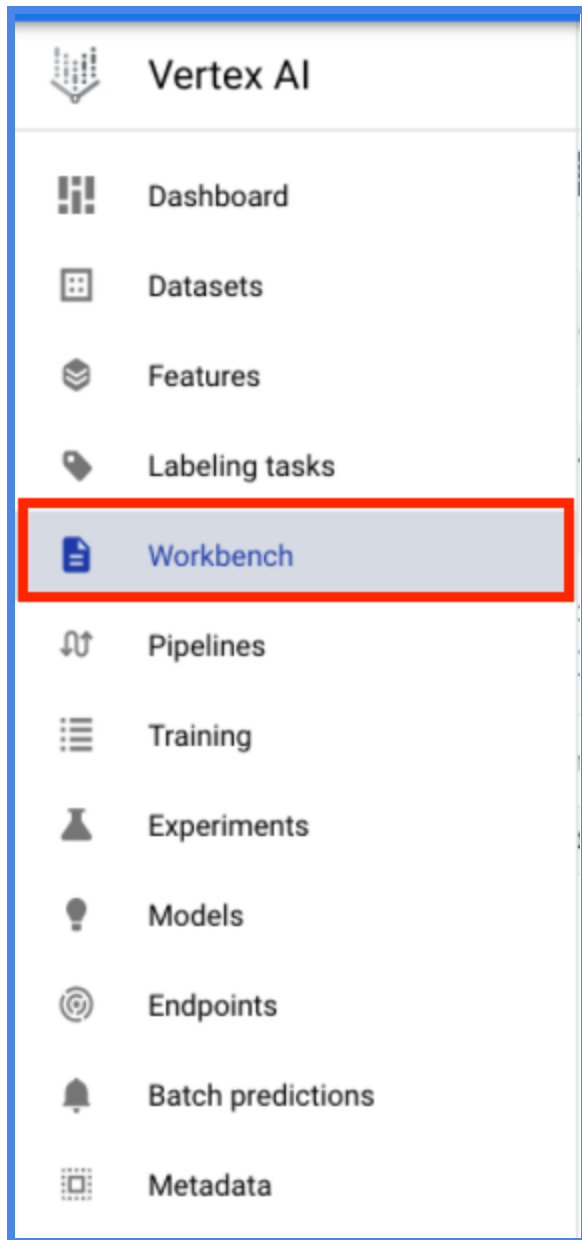 Vertex AI
Dashboard
Datasets
Features
Labeling tasks
Workbench
Pipelines
Training
Experiments
Models
Endpoints
Batch predictions
Metadata